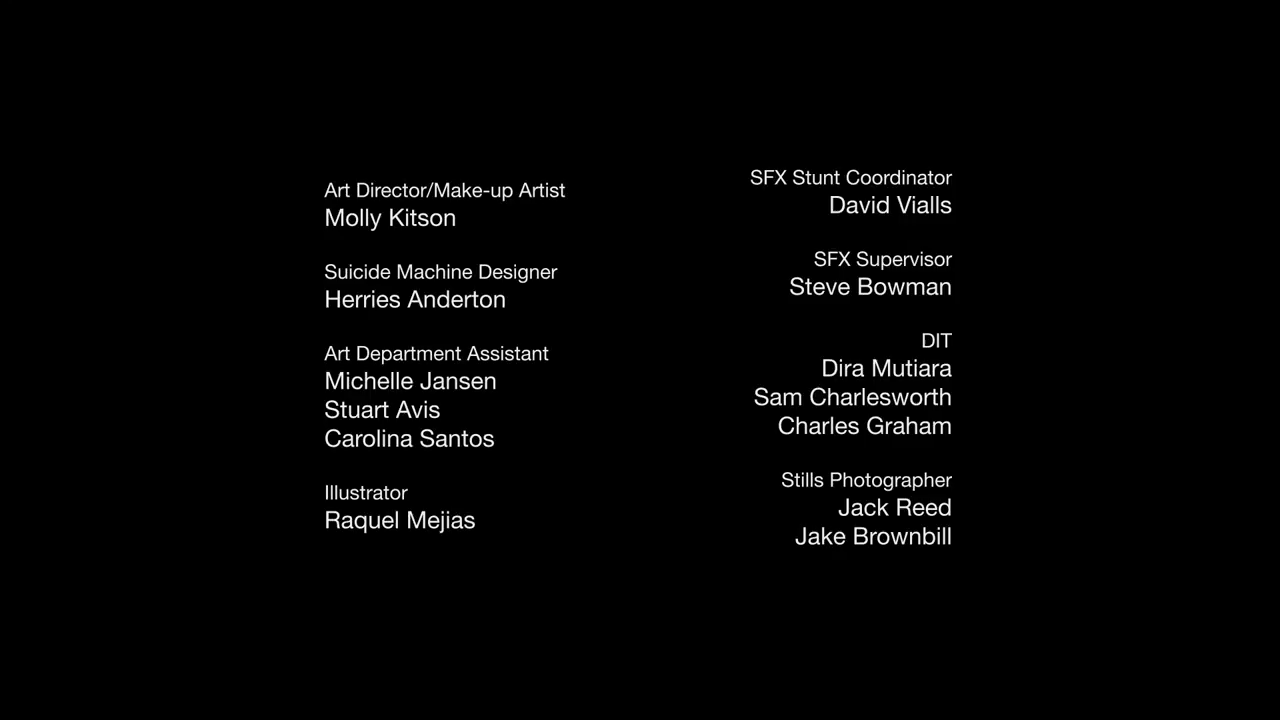 Art Director/Make-up Artist
Molly Kitson
Suicide Machine Designer
Herries Anderton
Art Department Assistant
Michelle Jansen
Stuart Avis
Carolina Santos
Illustrator
Raquel Mejias
SFX Stunt Coordinator
David Vialls
SFX Supervisor
Steve Bowman
DIT
Dira Mutiara
Sam Charlesworth
Charles Graham
Stills Photographer
Jack Reed
Jake Brownbill